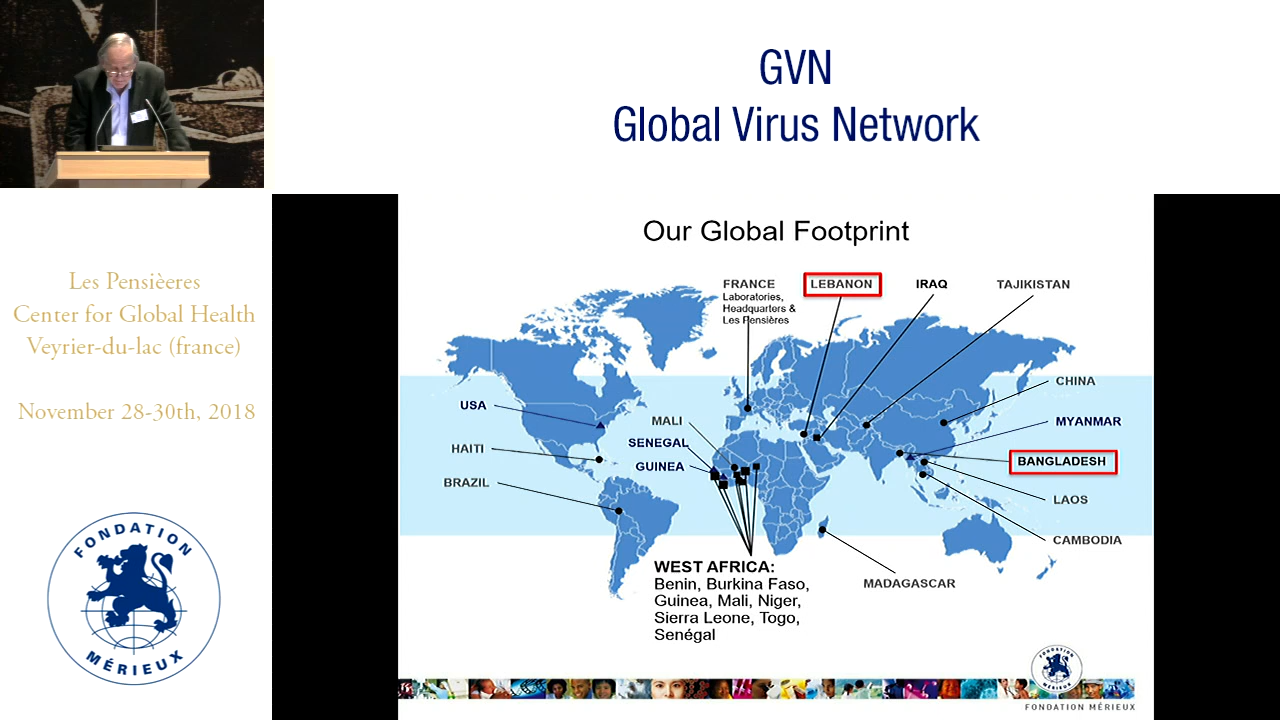 GVN
Global Virus Network
Les Pensièeres
Center for Global Health
Veyrier-du-lac (france)
November 28-30th, 2018
FONDATION
MÉRIEUX
Our Global Footprint
FRANCE
Laboratories,
Headquarters &
Les Pensières
LEBANON
IRAQ
TAJIKISTAN
CHINA
USA
MALI
MYANMAR
SENEGAL
HAITI
BANGLADESH
GUINEA
BRAZIL
LAOS
CAMBODIA
WEST AFRICA:
Benin, Burkina Faso,
Guinea, Mali, Niger,
Sierra Leone, Togo,
Senégal
MADAGASCAR
FONDATION
MÉRIEUX
FONDATION MÉRIEUX